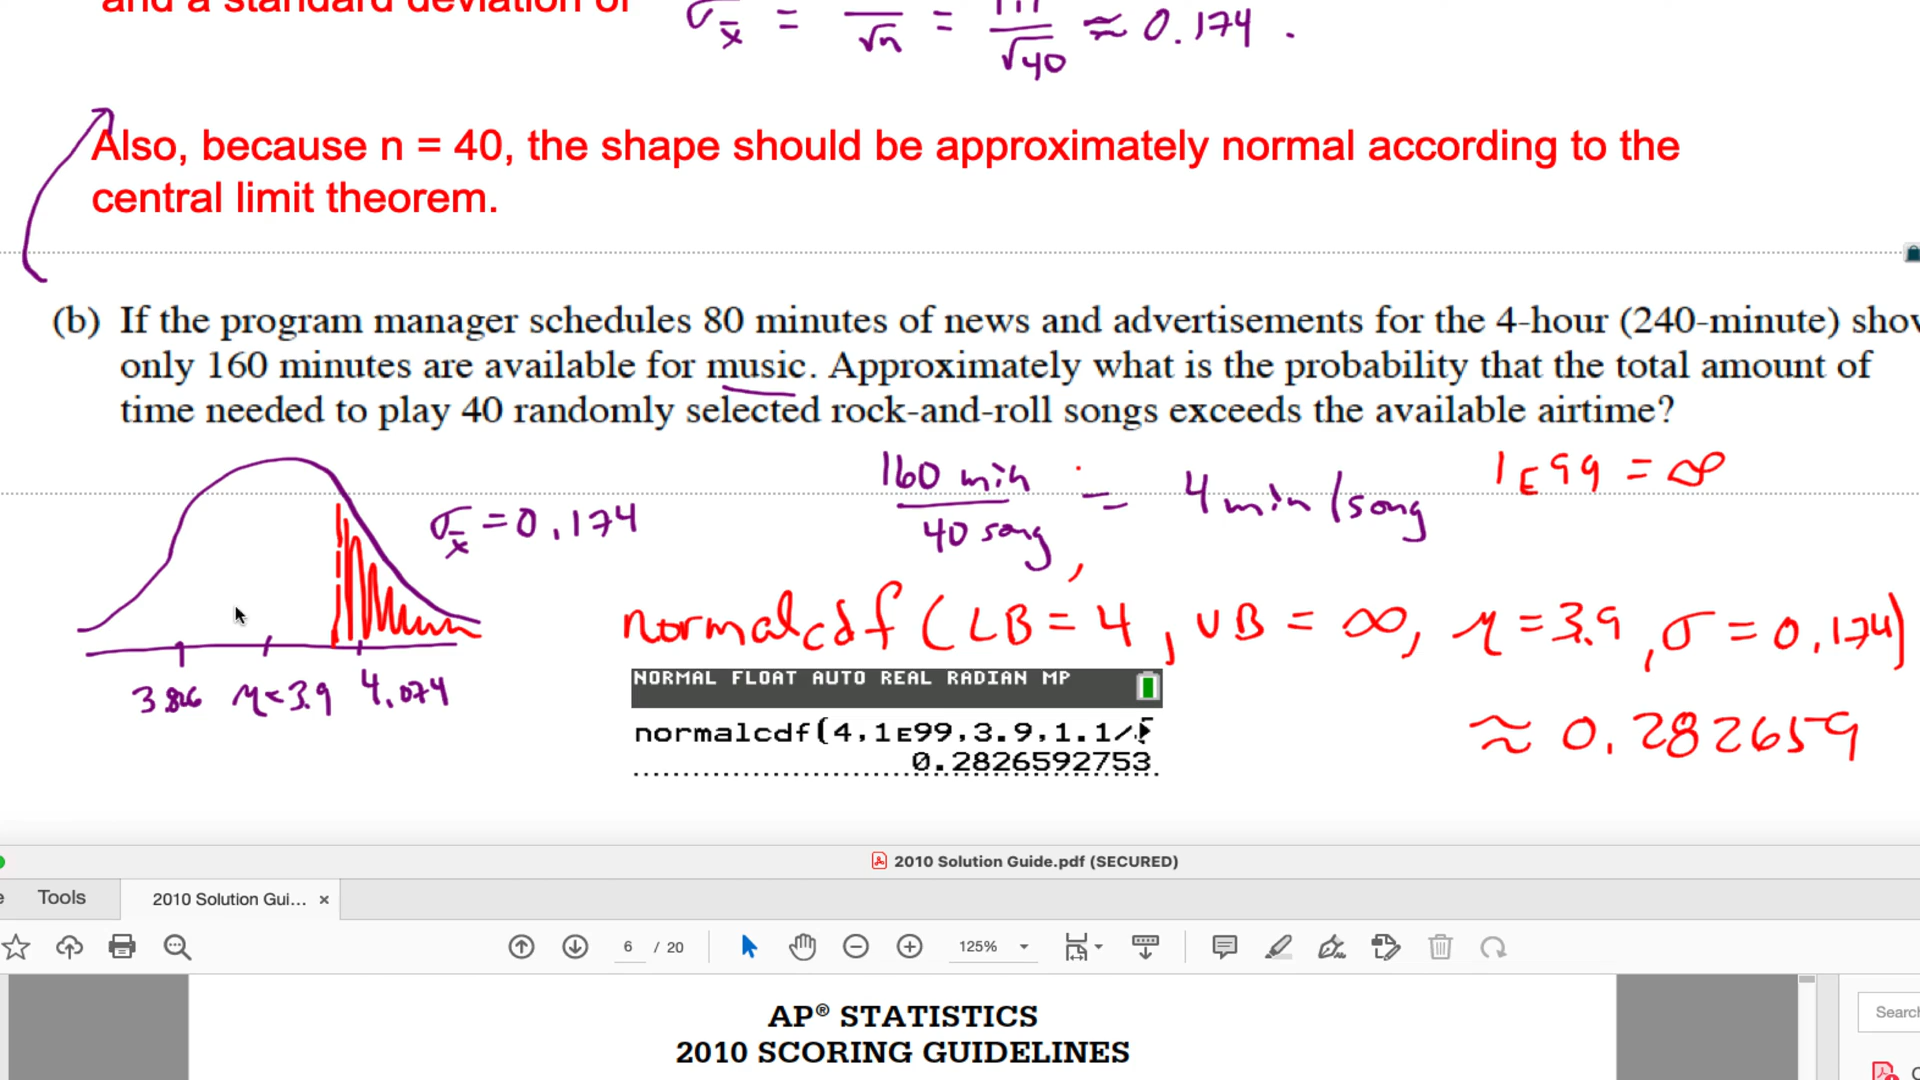 and a standard deviation of
σx̄ = /√n = /√40 ≈ 0.174 .
Also, because n = 40, the shape should be approximately normal according to the
central limit theorem.
(b) If the program manager schedules 80 minutes of news and advertisements for the 4-hour (240-minute) show
only 160 minutes are available for music. Approximately what is the probability that the total amount of
time needed to play 40 randomly selected rock-and-roll songs exceeds the available airtime?
160 min / 40 song = 4 min/song
1E99 = ∞
σx̄ = 0.174
normalcdf (LB = 4, UB = ∞, μ = 3.9, σ = 0.174)
μ = 3.9 4.074
NORMAL FLOAT AUTO REAL RADIAN MP
normalcdf(4,1E99,3.9,1.1/
0.2826592753
≈ 0.282659
2010 Solution Guide.pdf (SECURED)
Tools
2010 Solution Gui... ×
6 / 20
125%
Search
AP® STATISTICS
2010 SCORING GUIDELINES